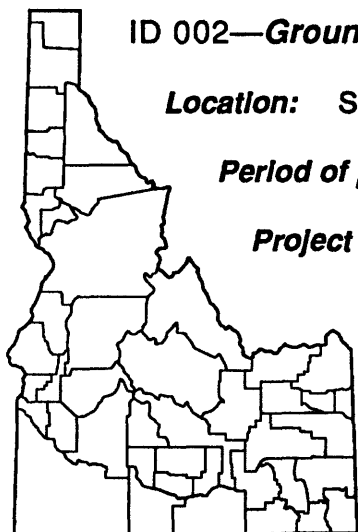 ID 002—Groun
Location: S
Period of
Project